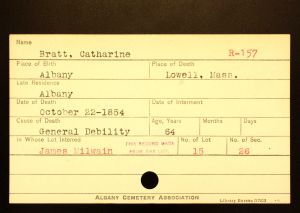 Name
Bratt, Catharine R-157
Place of Birth Place of Death
Albany Lowell, Mass.
Late Residence
Albany
Date of Death Date of Interment
October 22-1854
Cause of Death Age, Years Months Days
General Debility 64
In Whose Lot Interred No. of Lot No. of Sec.
James Milwain 15 26
ALBANY CEMETERY ASSOCIATION
Library Bureau